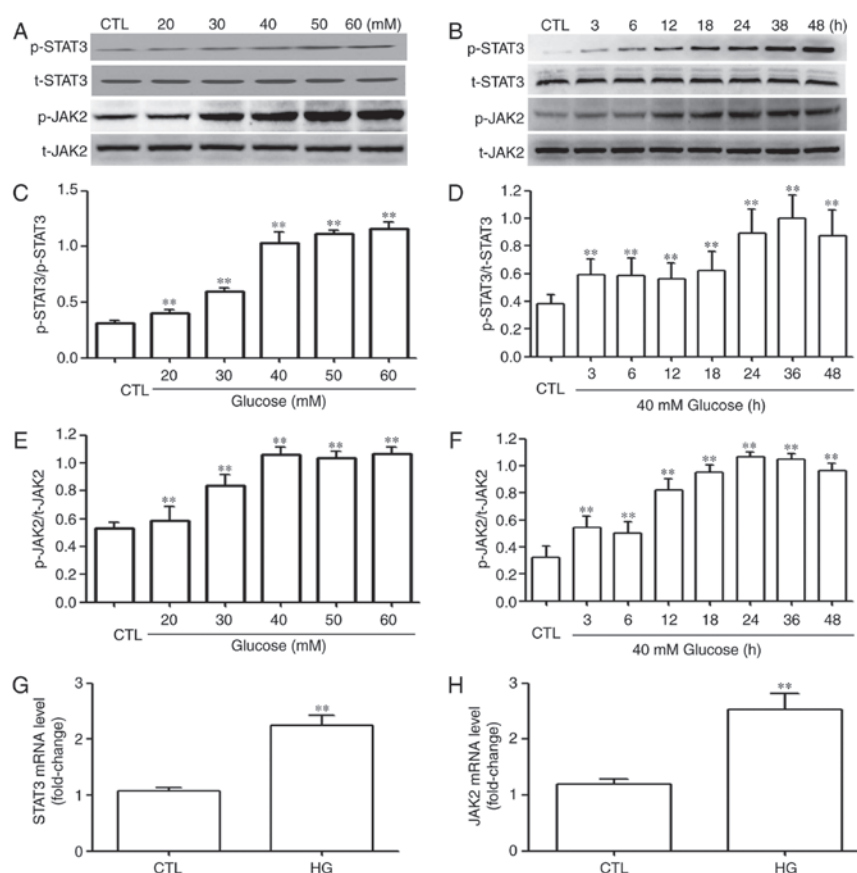 A
CTL 20 30 40 50 60 (mM)
p-STAT3
t-STAT3
p-JAK2
t-JAK2
B
CTL 3 6 12 18 24 38 48 (h)
p-STAT3
t-STAT3
p-JAK2
t-JAK2
C
p-STAT3/p-STAT3
1.5
1.0
0.5
0.0
** ** ** ** **
CTL 20 30 40 50 60
Glucose (mM)
D
p-STAT3/t-STAT3
1.2
1.0
0.8
0.6
0.4
0.2
0.0
** ** ** ** ** ** **
CTL 3 6 12 18 24 36 48
40 mM Glucose (h)
E
p-JAK2/t-JAK2
1.2
1.0
0.8
0.6
0.4
0.2
0.0
** ** ** ** **
CTL 20 30 40 50 60
Glucose (mM)
F
p-JAK2/t-JAK2
1.2
1.0
0.8
0.6
0.4
1.2
0.0
** ** ** ** ** ** **
CTL 3 6 12 18 24 36 48
40 mM Glucose (h)
G
STAT3 mRNA level
(fold-change)
3
2
1
0
**
CTL HG
H
JAK2 mRNA level
(fold-change)
3
2
1
0
**
CTL HG